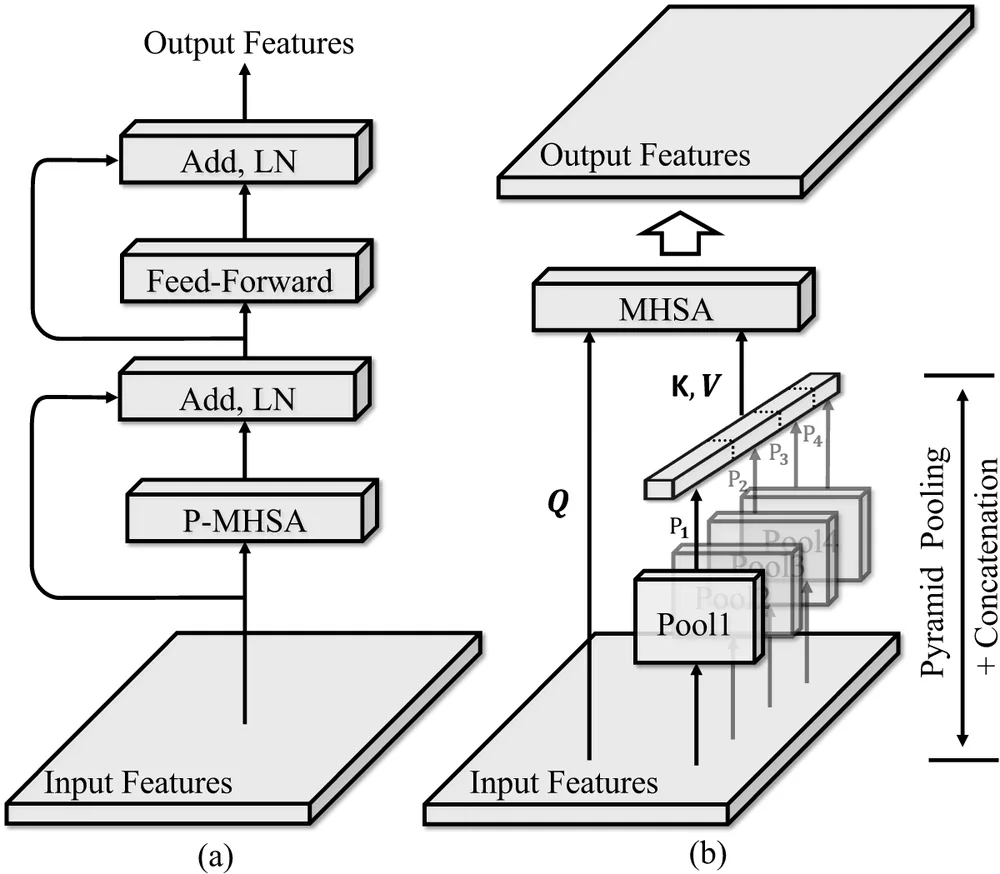 Output Features
Add, LN
Feed-Forward
Add, LN
P-MHSA
Input Features
(a)
Output Features
MHSA
K, V
Q
P4
P3
P2
P1
Pool4
Pool3
Pool2
Pool1
Input Features
Pyramid Pooling
+ Concatenation
(b)